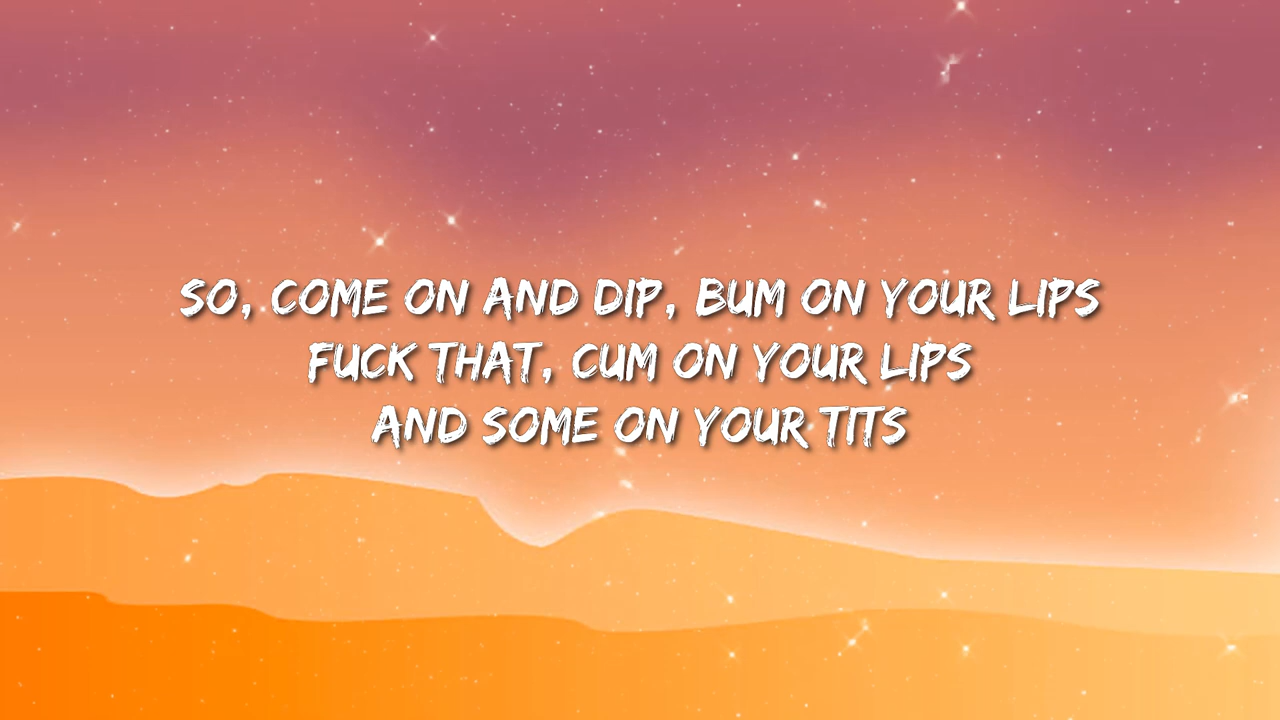 SO, COME ON AND DIP, BUM ON YOUR LIPS
FUCK THAT, CUM ON YOUR LIPS
AND SOME ON YOUR TITS